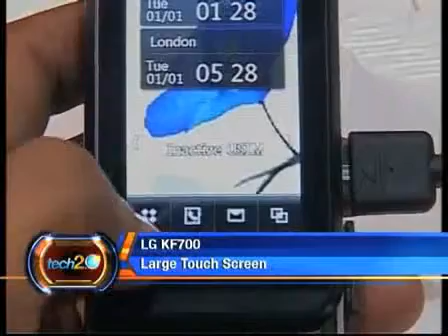 Tue
01/01
01 28
London
Tue
01/01
05 28
Inactive USIM
tech2.0
LG KF700
Large Touch Screen